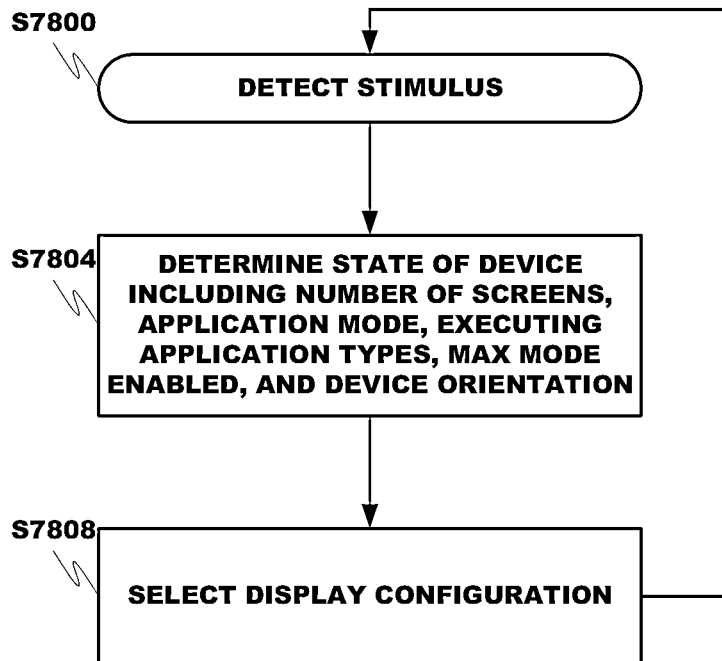 S7800
DETECT STIMULUS
S7804
DETERMINE STATE OF DEVICE
INCLUDING NUMBER OF SCREENS,
APPLICATION MODE, EXECUTING
APPLICATION TYPES, MAX MODE
ENABLED, AND DEVICE ORIENTATION
S7808
SELECT DISPLAY CONFIGURATION